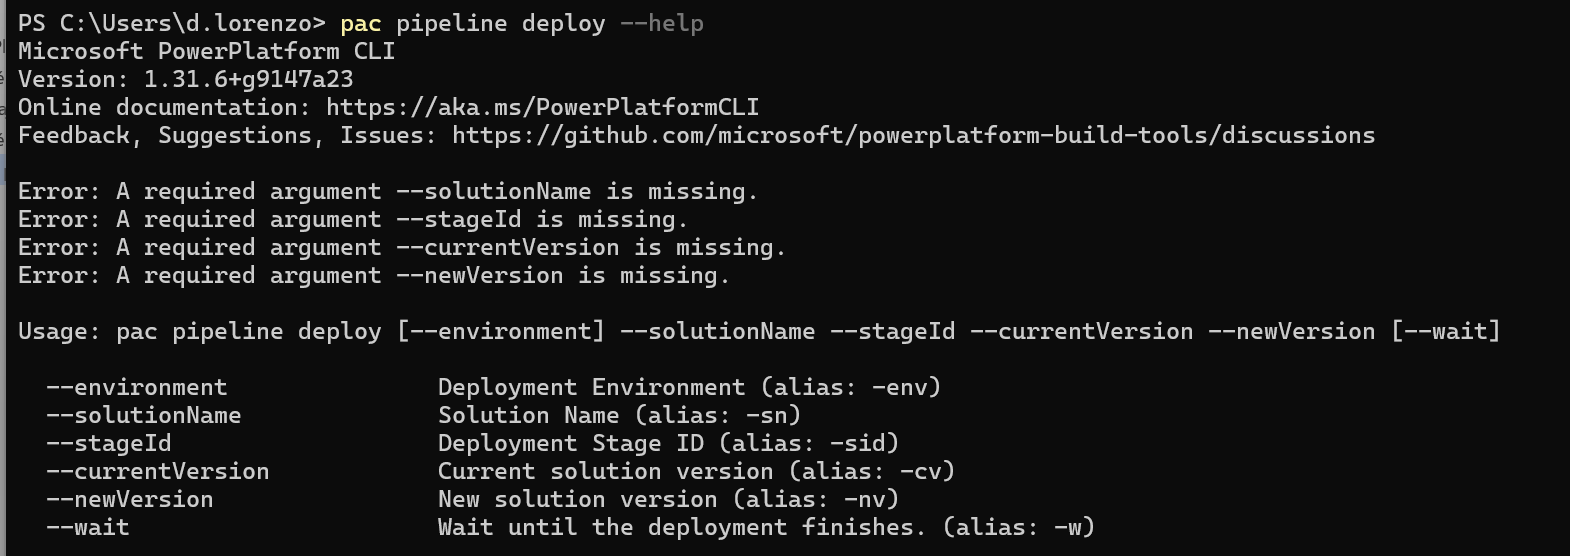 PS C:\Users\d.lorenzo> pac pipeline deploy --help
Microsoft PowerPlatform CLI
Version: 1.31.6+g9147a23
Online documentation: https://aka.ms/PowerPlatformCLI
Feedback, Suggestions, Issues: https://github.com/microsoft/powerplatform-build-tools/discussions
Error: A required argument --solutionName is missing.
Error: A required argument --stageId is missing.
Error: A required argument --currentVersion is missing.
Error: A required argument --newVersion is missing.
Usage: pac pipeline deploy [--environment] --solutionName --stageId --currentVersion --newVersion [--wait]
--environment Deployment Environment (alias: -env)
--solutionName Solution Name (alias: -sn)
--stageId Deployment Stage ID (alias: -sid)
--currentVersion Current solution version (alias: -cv)
--newVersion New solution version (alias: -nv)
--wait Wait until the deployment finishes. (alias: -w)